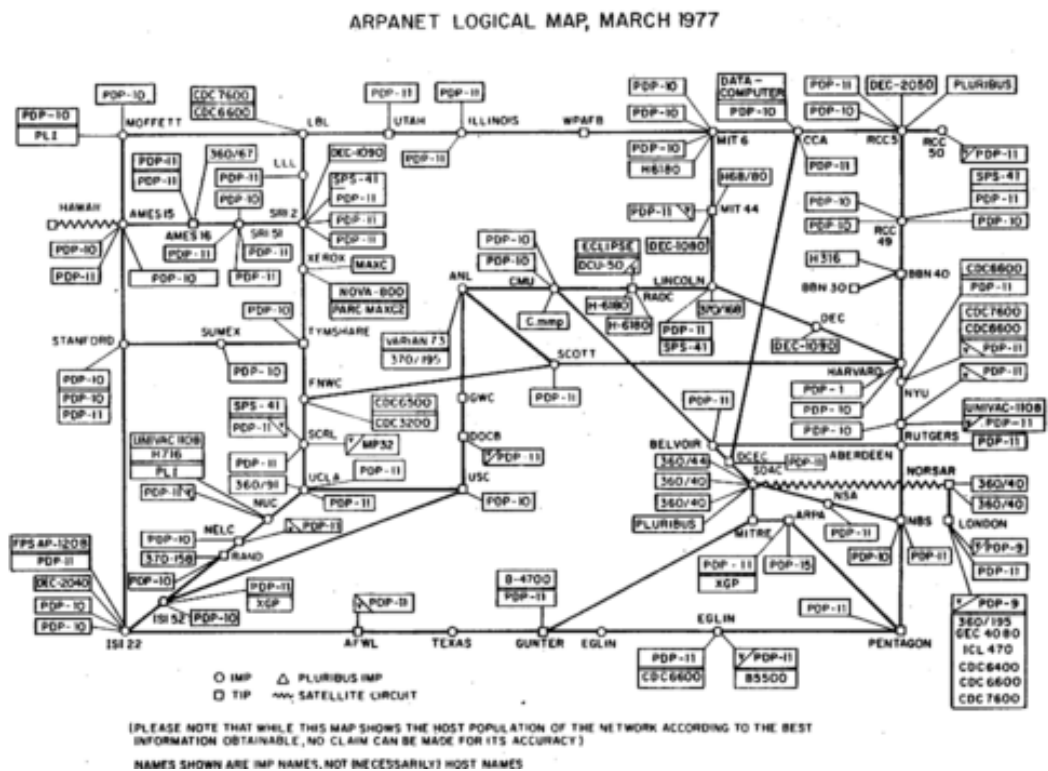 ARPANET LOGICAL MAP, MARCH 1977
PDP-10
PDP-10
PLI
MOFFETT
CDC7600
CDC6600
LBL
PDP-11
UTAH
PDP-11
ILLINOIS
PDP-11
WPAFB
PDP-10
PDP-10
PDP-10
H6180
MIT 6
DATA-
COMPUTER
PDP-10
CCA
PDP-11
PDP-11
PDP-10
DEC-2050
PLURIBUS
RCC5
RCC
50
PDP-11
360/67
PDP-11
PDP-11
LLL
PDP-11
DEC-1090
SPS-41
PDP-11
PDP-11
PDP-11
HAWAII
AMES15
PDP-10
PDP-11
PDP-10
AMES16
PDP-10
SRI 51
PDP-11
PDP-11
PDP-11
SRI 2
H68/80
PDP-11
MIT 44
DEC-1080
SPS-41
PDP-11
PDP-10
PDP-10
PDP-10
RCC
49
XEROX
MAXC
NOVA-800
PARC MAXC2
ANL
PDP-10
PDP-10
CMU
C.mmp
ECLIPSE
DCU-50
RADC
H-6180
H-6180
LINCOLN
370/168
PDP-11
SPS-41
H316
BBN 30
BBN 40
CDC6600
PDP-11
CDC7600
CDC6600
PDP-11
PDP-11
DEC
DEC-1090
STANFORD
PDP-10
PDP-10
PDP-11
SUMEX
PDP-10
PDP-10
TYMSHARE
VARIAN 73
370/195
SCOTT
PDP-11
HARVARD
PDP-1
PDP-10
PDP-10
NYU
FNWC
CDC6500
CDC3200
GWC
SPS-41
PDP-11
SCRL
MP32
PDP-11
DOCB
PDP-11
PDP-11
BELVOIR
DCEC
PDP-11
ABERDEEN
UNIVAC-1108
PDP-11
RUTGERS
PDP-11
UNIVAC 1108
H716
PLI
PDP-11
NUC
360/91
UCLA
PDP-11
PDP-11
USC
PDP-10
360/44
360/40
360/40
PLURIBUS
SDAC
NORSAR
360/40
360/40
NSA
PDP-11
NELC
PDP-10
PDP-11
RAND
370-158
PDP-10
MITRE
ARPA
PDP-11
XGP
PDP-15
NBS
PDP-10
PDP-11
LONDON
PDP-9
PDP-11
FPS AP-120B
PDP-11
DEC-2040
PDP-10
PDP-10
ISI 22
ISI 52
PDP-11
XGP
PDP-10
PDP-11
AFWL
TEXAS
B-4700
PDP-11
GUNTER
EGLIN
EGLIN
PDP-11
CDC6600
PDP-11
B5500
PDP-11
PENTAGON
PDP-9
360/195
GEC 4080
ICL 470
CDC6400
CDC6600
CDC7600
IMP
PLURIBUS IMP
TIP
SATELLITE CIRCUIT
(PLEASE NOTE THAT WHILE THIS MAP SHOWS THE HOST POPULATION OF THE NETWORK ACCORDING TO THE BEST
INFORMATION OBTAINABLE, NO CLAIM CAN BE MADE FOR ITS ACCURACY)
NAMES SHOWN ARE IMP NAMES, NOT (NECESSARILY) HOST NAMES